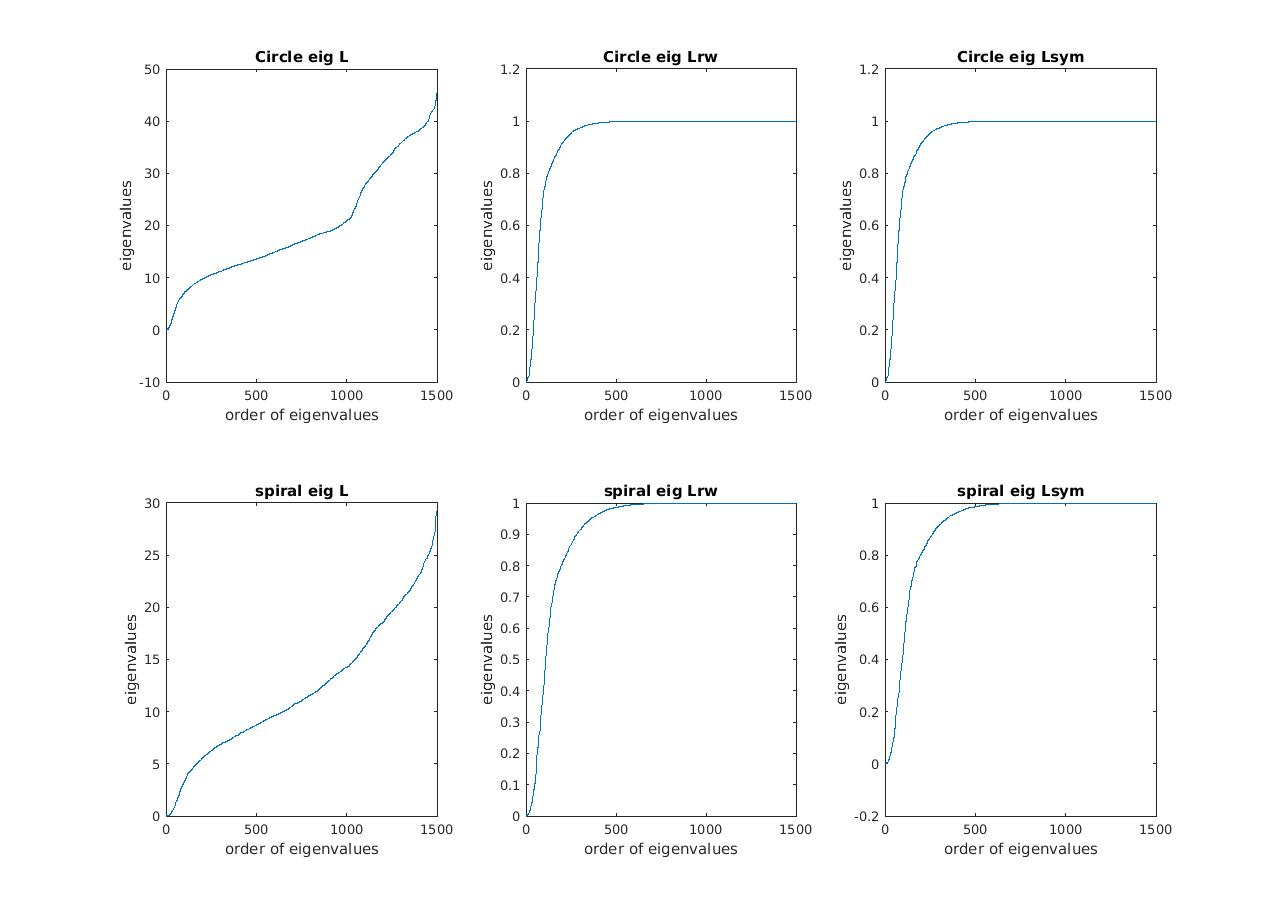 Circle eig L
50
40
30
20
10
0
-10
eigenvalues
0 500 1000 1500
order of eigenvalues
Circle eig Lrw
1.2
1
0.8
0.6
0.4
0.2
0
eigenvalues
0 500 1000 1500
order of eigenvalues
Circle eig Lsym
1.2
1
0.8
0.6
0.4
0.2
0
eigenvalues
0 500 1000 1500
order of eigenvalues
spiral eig L
30
25
20
15
10
5
0
eigenvalues
0 500 1000 1500
order of eigenvalues
spiral eig Lrw
1
0.9
0.8
0.7
0.6
0.5
0.4
0.3
0.2
0.1
0
eigenvalues
0 500 1000 1500
order of eigenvalues
spiral eig Lsym
1
0.8
0.6
0.4
0.2
0
-0.2
eigenvalues
0 500 1000 1500
order of eigenvalues